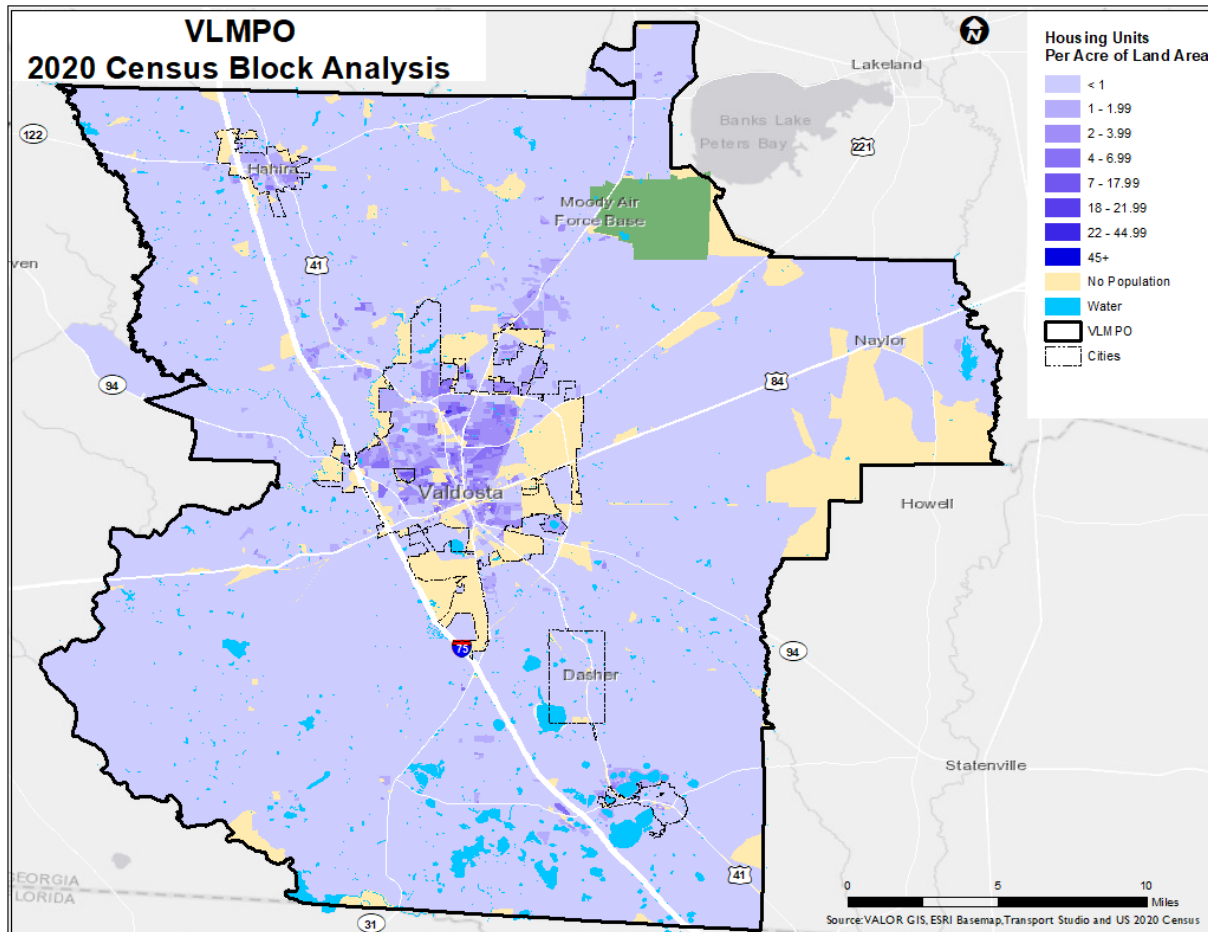 VLMPO
2020 Census Block Analysis
Housing Units
Per Acre of Land Area
< 1
1 - 1.99
2 - 3.99
4 - 6.99
7 - 17.99
18 - 21.99
22 - 44.99
45+
No Population
Water
VLMPO
Cities
N
Lakeland
122
Banks Lake
Peters Bay
221
Hahira
Moody Air
Force Base
ven
41
Naylor
94
84
Valdosta
Howell
75
94
Dasher
Statenville
41
GEORGIA
FLORIDA
31
0
5
10
Miles
Source:VALOR GIS, ESRI Basemap,Transport Studio and US 2020 Census